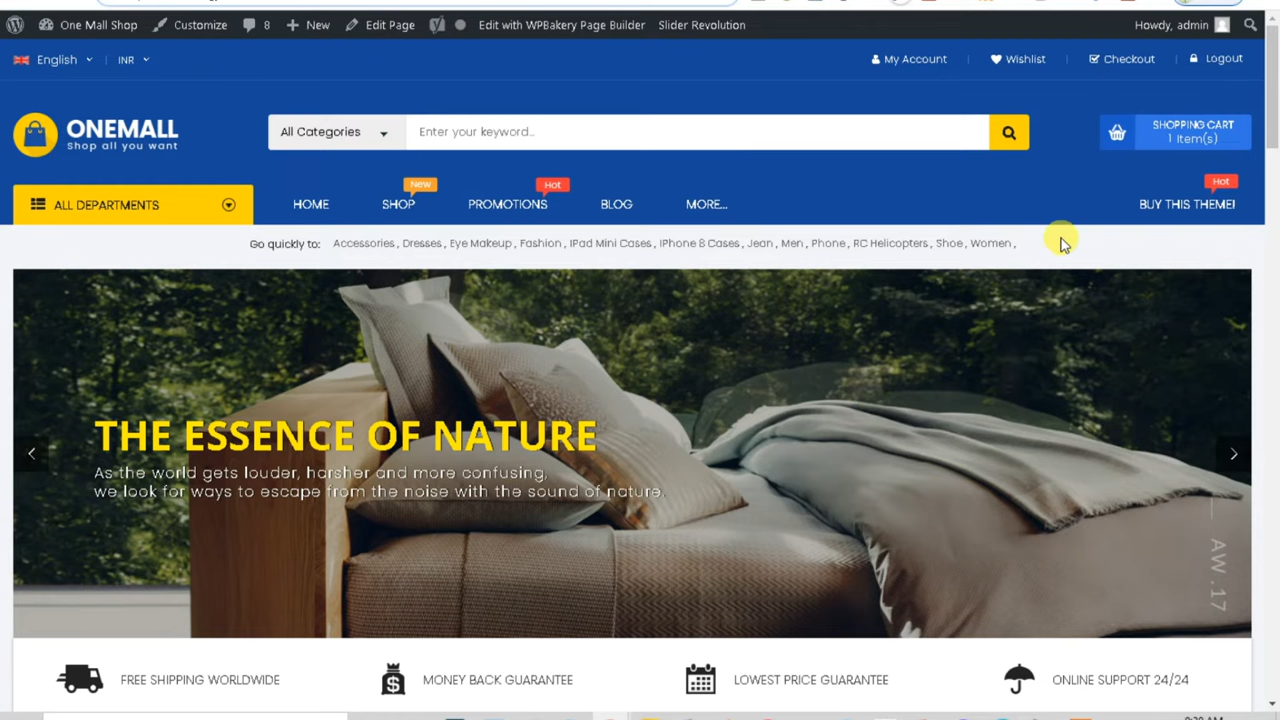 One Mall Shop Customize 8 New Edit Page Edit with WPBakery Page Builder Slider Revolution Howdy, admin
English INR My Account Wishlist Checkout Logout
ONEMALL
Shop all you want
All Categories Enter your keyword...
SHOPPING CART
1 item(s)
New Hot Hot
ALL DEPARTMENTS HOME SHOP PROMOTIONS BLOG MORE... BUY THIS THEME!
Go quickly to: Accessories , Dresses , Eye Makeup , Fashion , IPad Mini Cases , IPhone 8 Cases , Jean , Men , Phone , RC Helicopters , Shoe , Women ,
THE ESSENCE OF NATURE
As the world gets louder, harsher and more confusing,
we look for ways to escape from the noise with the sound of nature.
AW .17
FREE SHIPPING WORLDWIDE MONEY BACK GUARANTEE LOWEST PRICE GUARANTEE ONLINE SUPPORT 24/24